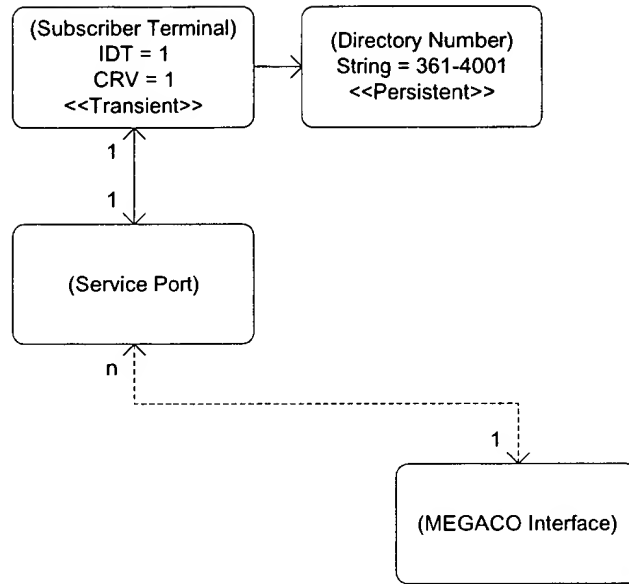 (Subscriber Terminal)
IDT = 1
CRV = 1
<<Transient>>
(Directory Number)
String = 361-4001
<<Persistent>>
1
1
(Service Port)
n
1
(MEGACO Interface)